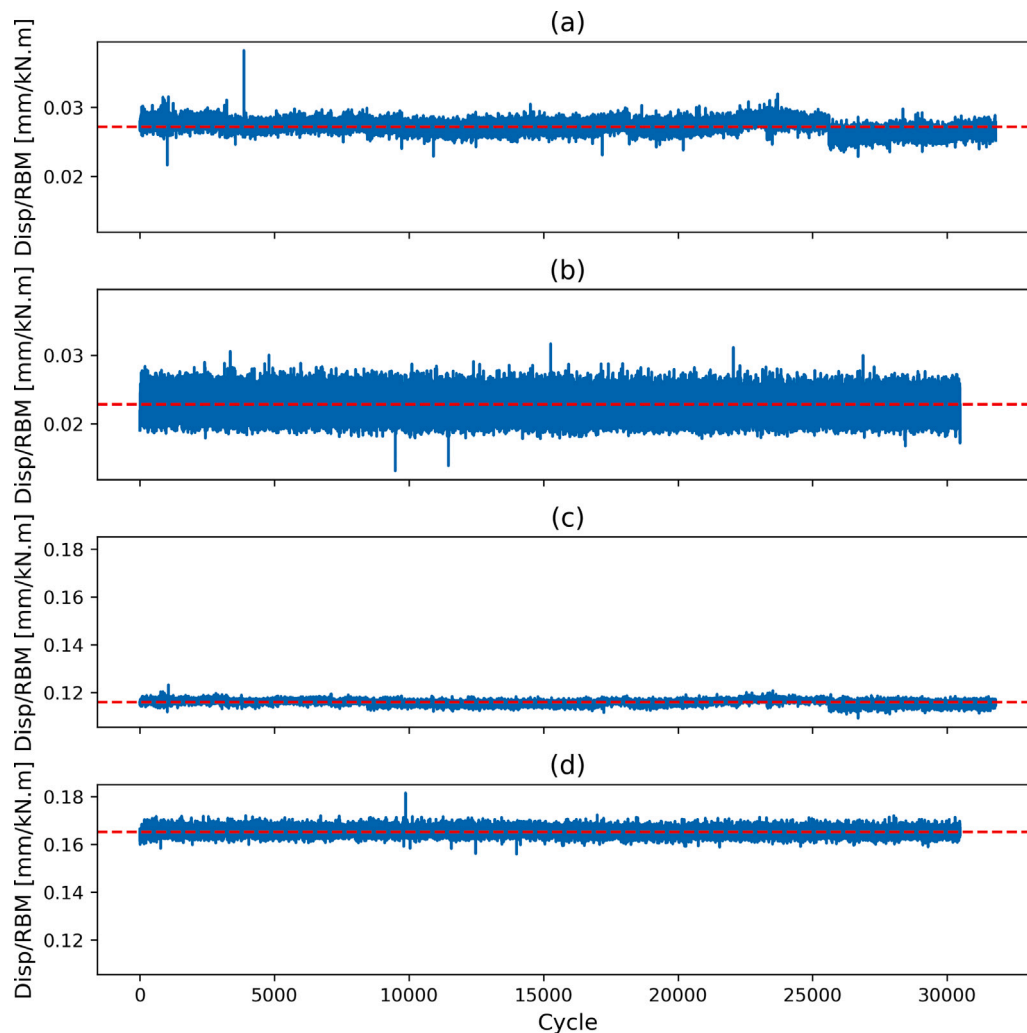 (a)
Disp/RBM [mm/kN.m]
0.03
0.02
(b)
Disp/RBM [mm/kN.m]
0.03
0.02
(c)
Disp/RBM [mm/kN.m]
0.18
0.16
0.14
0.12
(d)
Disp/RBM [mm/kN.m]
0.18
0.16
0.14
0.12
0 5000 10000 15000 20000 25000 30000
Cycle